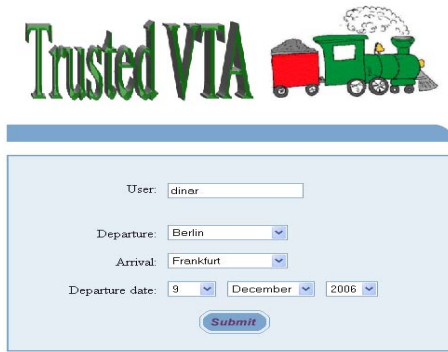 Trusted VTA
User: dinar
Departure: Berlin
Arrival: Frankfurt
Departure date: 9 December 2006
Submit